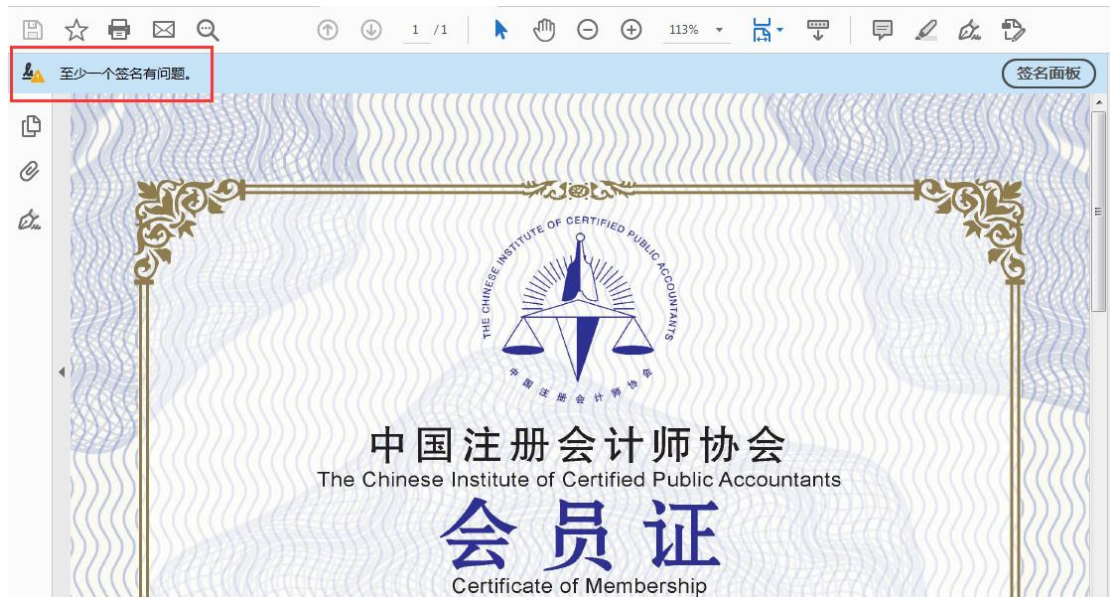 1 /1
113%
至少一个签名有问题。
签名面板
THE CHINESE INSTITUTE OF CERTIFIED PUBLIC ACCOUNTANTS
中国注册会计师协会
中国注册会计师协会
The Chinese Institute of Certified Public Accountants
会员证
Certificate of Membership